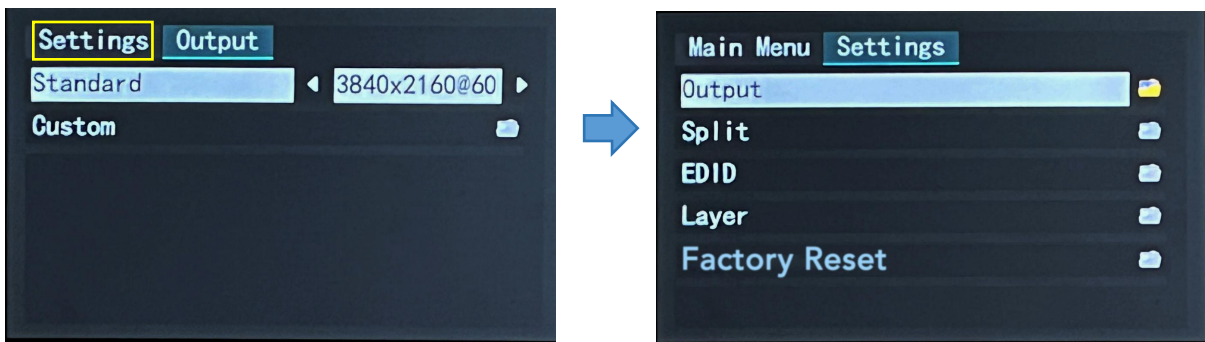 Settings Output
Standard 3840x2160@60
Custom
Main Menu Settings
Output
Split
EDID
Layer
Factory Reset